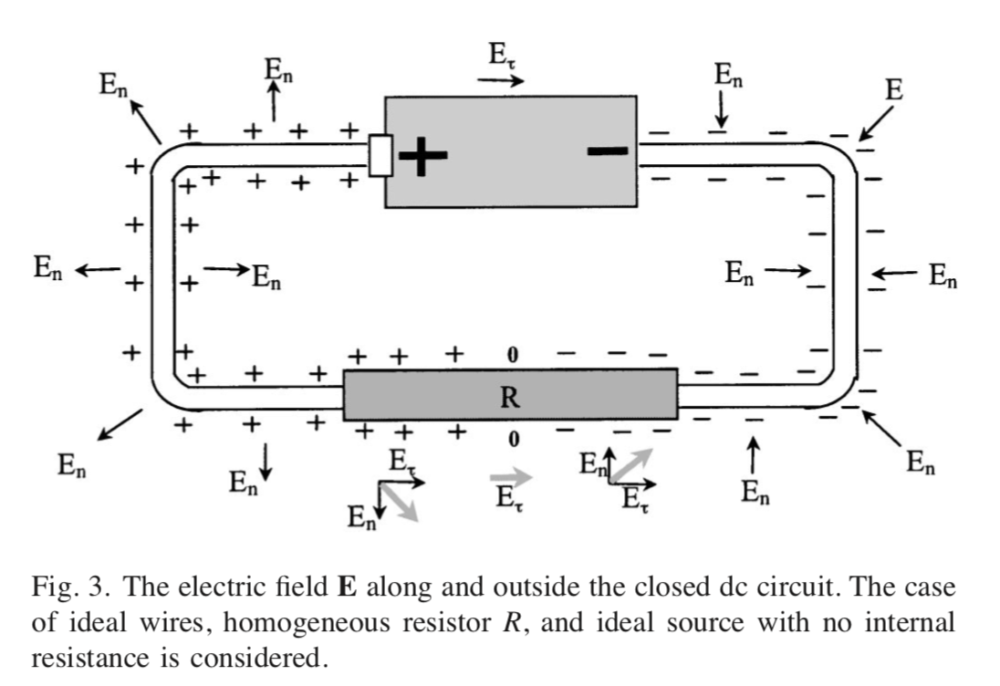 Eτ
En
En
En
E
+ + + +
− − − −
+ −
+ + + + +
− − −
+
−
−
+ +
− −
En
+ +
En
En
− −
En
+ +
+ + + 0 − − −
− −
+ + +
− − −
R
+ + +
+ + + 0 − − −
− − −
En
En
Eτ
En
Eτ
En
Eτ
En
En
Fig. 3. The electric field E along and outside the closed dc circuit. The case
of ideal wires, homogeneous resistor R, and ideal source with no internal
resistance is considered.